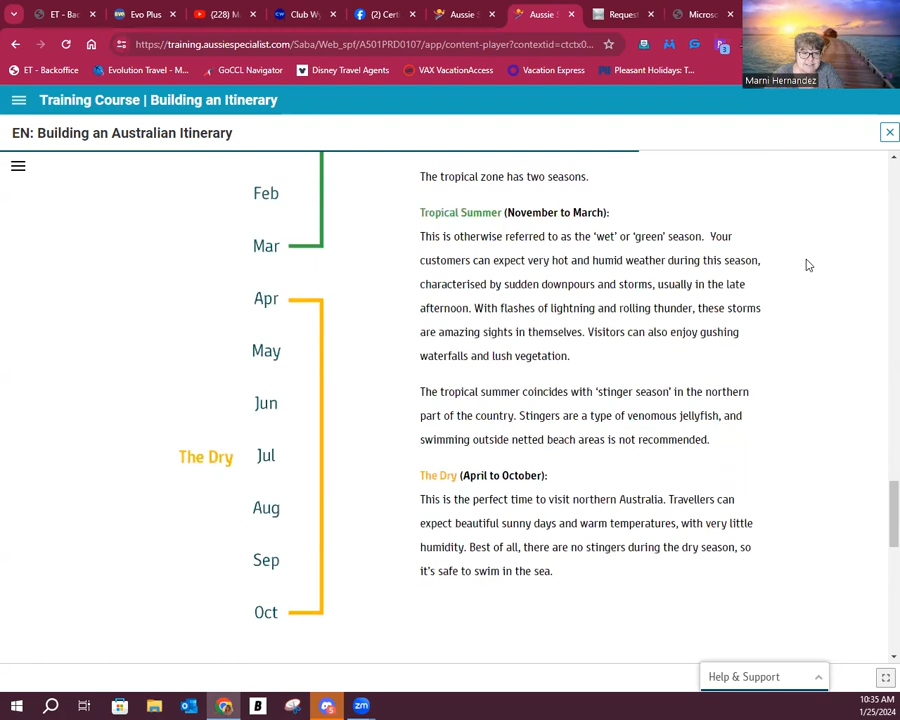 ET - Back
Evo Plus
(228) M
Club W
(2) Cert
Aussie S
Aussie S
Request
Microsc
https://training.aussiespecialist.com/Saba/Web_spf/A501PRD0107/app/content-player?contextid=ctctx0...
ET - Backoffice
Evolution Travel - M...
GoCCL Navigator
Disney Travel Agents
VAX VacationAccess
Vacation Express
Pleasant Holidays: T...
Marni Hernandez
Training Course | Building an Itinerary
EN: Building an Australian Itinerary
Feb
Mar
Apr
May
Jun
The Dry
Jul
Aug
Sep
Oct
The tropical zone has two seasons.
Tropical Summer (November to March):
This is otherwise referred to as the ‘wet’ or ‘green’ season. Your
customers can expect very hot and humid weather during this season,
characterised by sudden downpours and storms, usually in the late
afternoon. With flashes of lightning and rolling thunder, these storms
are amazing sights in themselves. Visitors can also enjoy gushing
waterfalls and lush vegetation.
The tropical summer coincides with ‘stinger season’ in the northern
part of the country. Stingers are a type of venomous jellyfish, and
swimming outside netted beach areas is not recommended.
The Dry (April to October):
This is the perfect time to visit northern Australia. Travellers can
expect beautiful sunny days and warm temperatures, with very little
humidity. Best of all, there are no stingers during the dry season, so
it’s safe to swim in the sea.
Help & Support
10:35 AM
1/25/2024